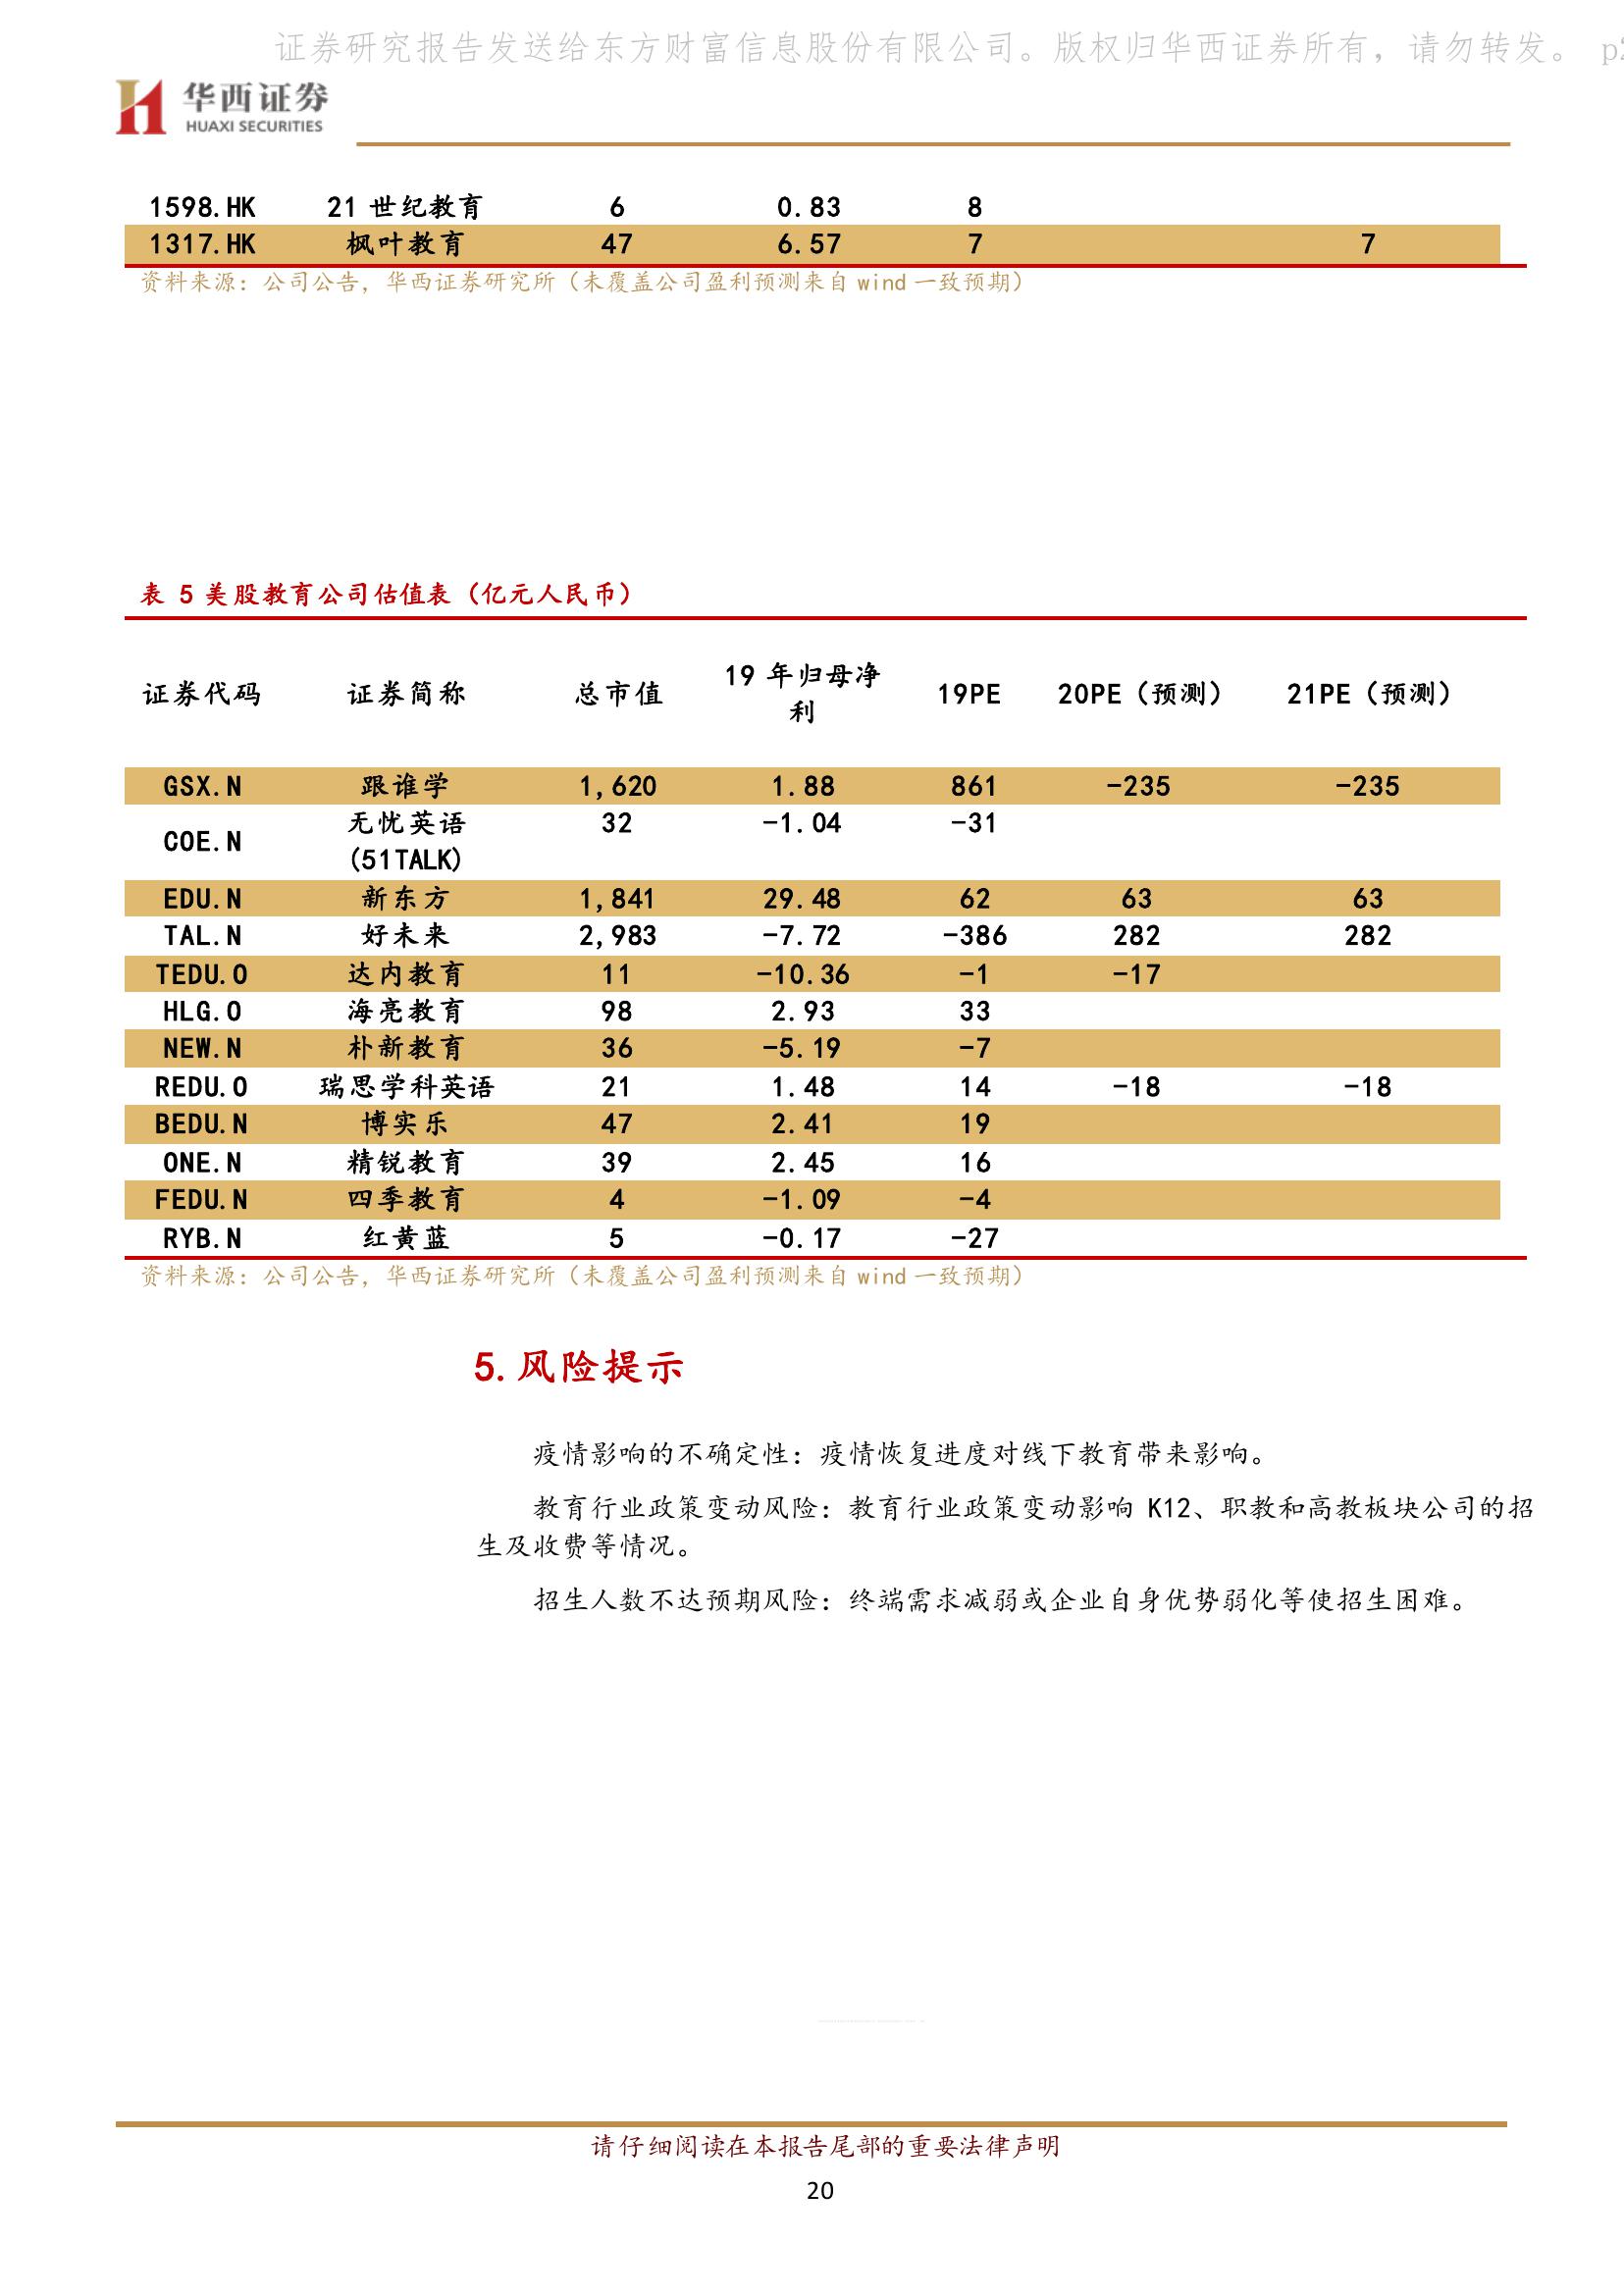 证券研究报告发送给东方财富信息股份有限公司。版权归华西证券所有，请勿转发。 p2
华西证券
HUAXI SECURITIES
1598.HK 21 世纪教育 6 0.83 8
1317.HK 枫叶教育 47 6.57 7 7
资料来源：公司公告，华西证券研究所（未覆盖公司盈利预测来自 wind 一致预期）
表 5 美股教育公司估值表（亿元人民币）
证券代码 证券简称 总市值 19 年归母净利 19PE 20PE（预测） 21PE（预测）
GSX.N 跟谁学 1,620 1.88 861 -235 -235
COE.N 无忧英语(51TALK) 32 -1.04 -31
EDU.N 新东方 1,841 29.48 62 63 63
TAL.N 好未来 2,983 -7.72 -386 282 282
TEDU.O 达内教育 11 -10.36 -1 -17
HLG.O 海亮教育 98 2.93 33
NEW.N 朴新教育 36 -5.19 -7
REDU.O 瑞思学科英语 21 1.48 14 -18 -18
BEDU.N 博实乐 47 2.41 19
ONE.N 精锐教育 39 2.45 16
FEDU.N 四季教育 4 -1.09 -4
RYB.N 红黄蓝 5 -0.17 -27
资料来源：公司公告，华西证券研究所（未覆盖公司盈利预测来自 wind 一致预期）
5.风险提示
疫情影响的不确定性：疫情恢复进度对线下教育带来影响。
教育行业政策变动风险：教育行业政策变动影响 K12、职教和高教板块公司的招
生及收费等情况。
招生人数不达预期风险：终端需求减弱或企业自身优势弱化等使招生困难。
请仔细阅读在本报告尾部的重要法律声明
20